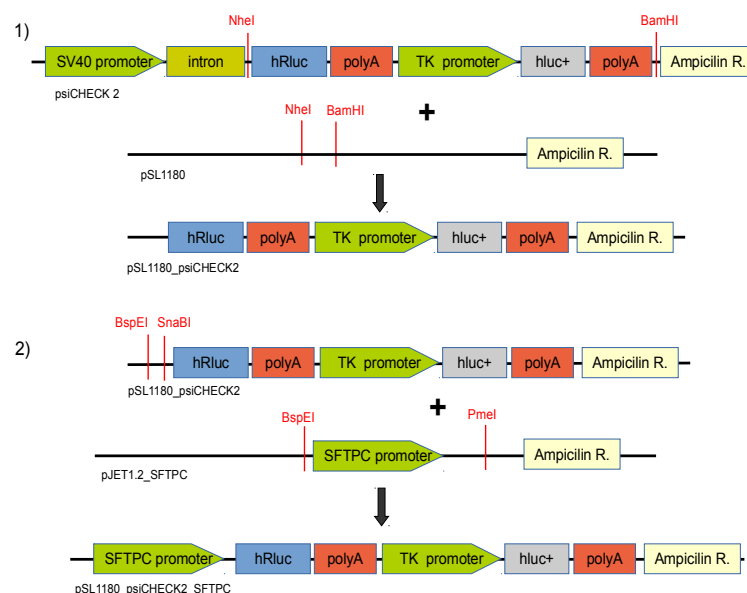 1)
NheI
BamHI
SV40 promoter
intron
hRluc
polyA
TK promoter
hluc+
polyA
Ampicilin R.
psiCHECK 2
+
NheI
BamHI
Ampicilin R.
pSL1180
hRluc
polyA
TK promoter
hluc+
polyA
Ampicilin R.
pSL1180_psiCHECK2
2)
BspEI
SnaBI
hRluc
polyA
TK promoter
hluc+
polyA
Ampicilin R.
pSL1180_psiCHECK2
+
BspEI
PmeI
SFTPC promoter
Ampicilin R.
pJET1.2_SFTPC
SFTPC promoter
hRluc
polyA
TK promoter
hluc+
polyA
Ampicilin R.
pSL1180_psiCHECK2_SFTPC